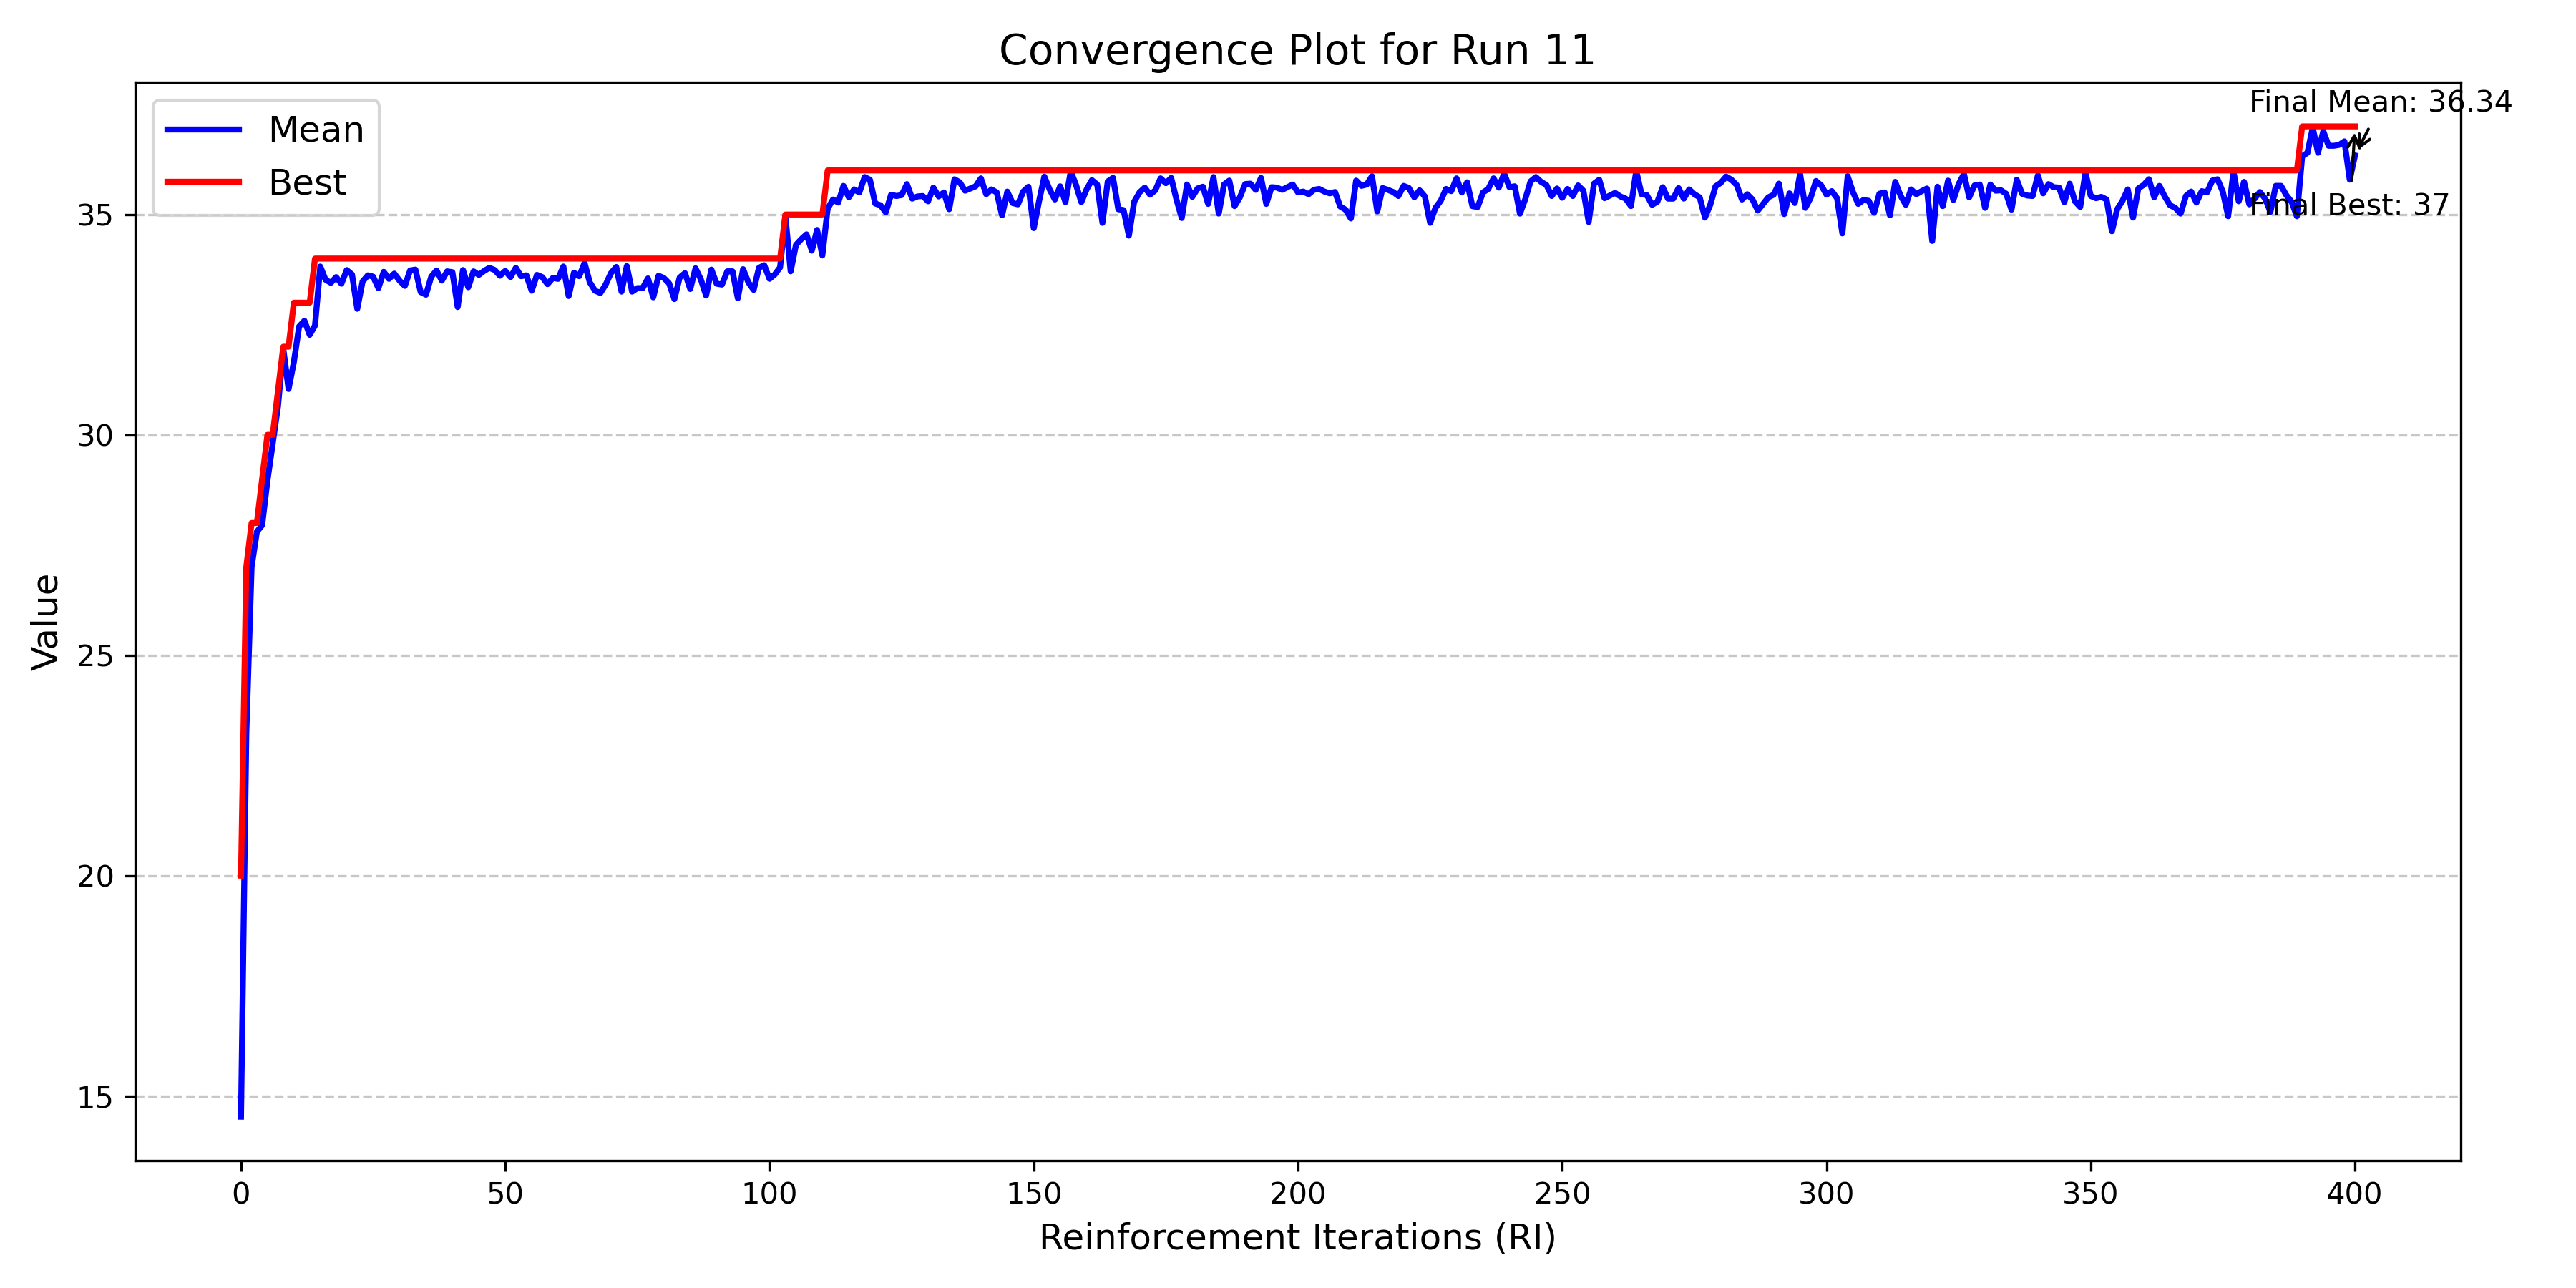 Convergence Plot for Run 11
Mean
Best
Final Mean: 36.34
Final Best: 37
Value
35
30
25
20
15
0
50
100
150
200
250
300
350
400
Reinforcement Iterations (RI)